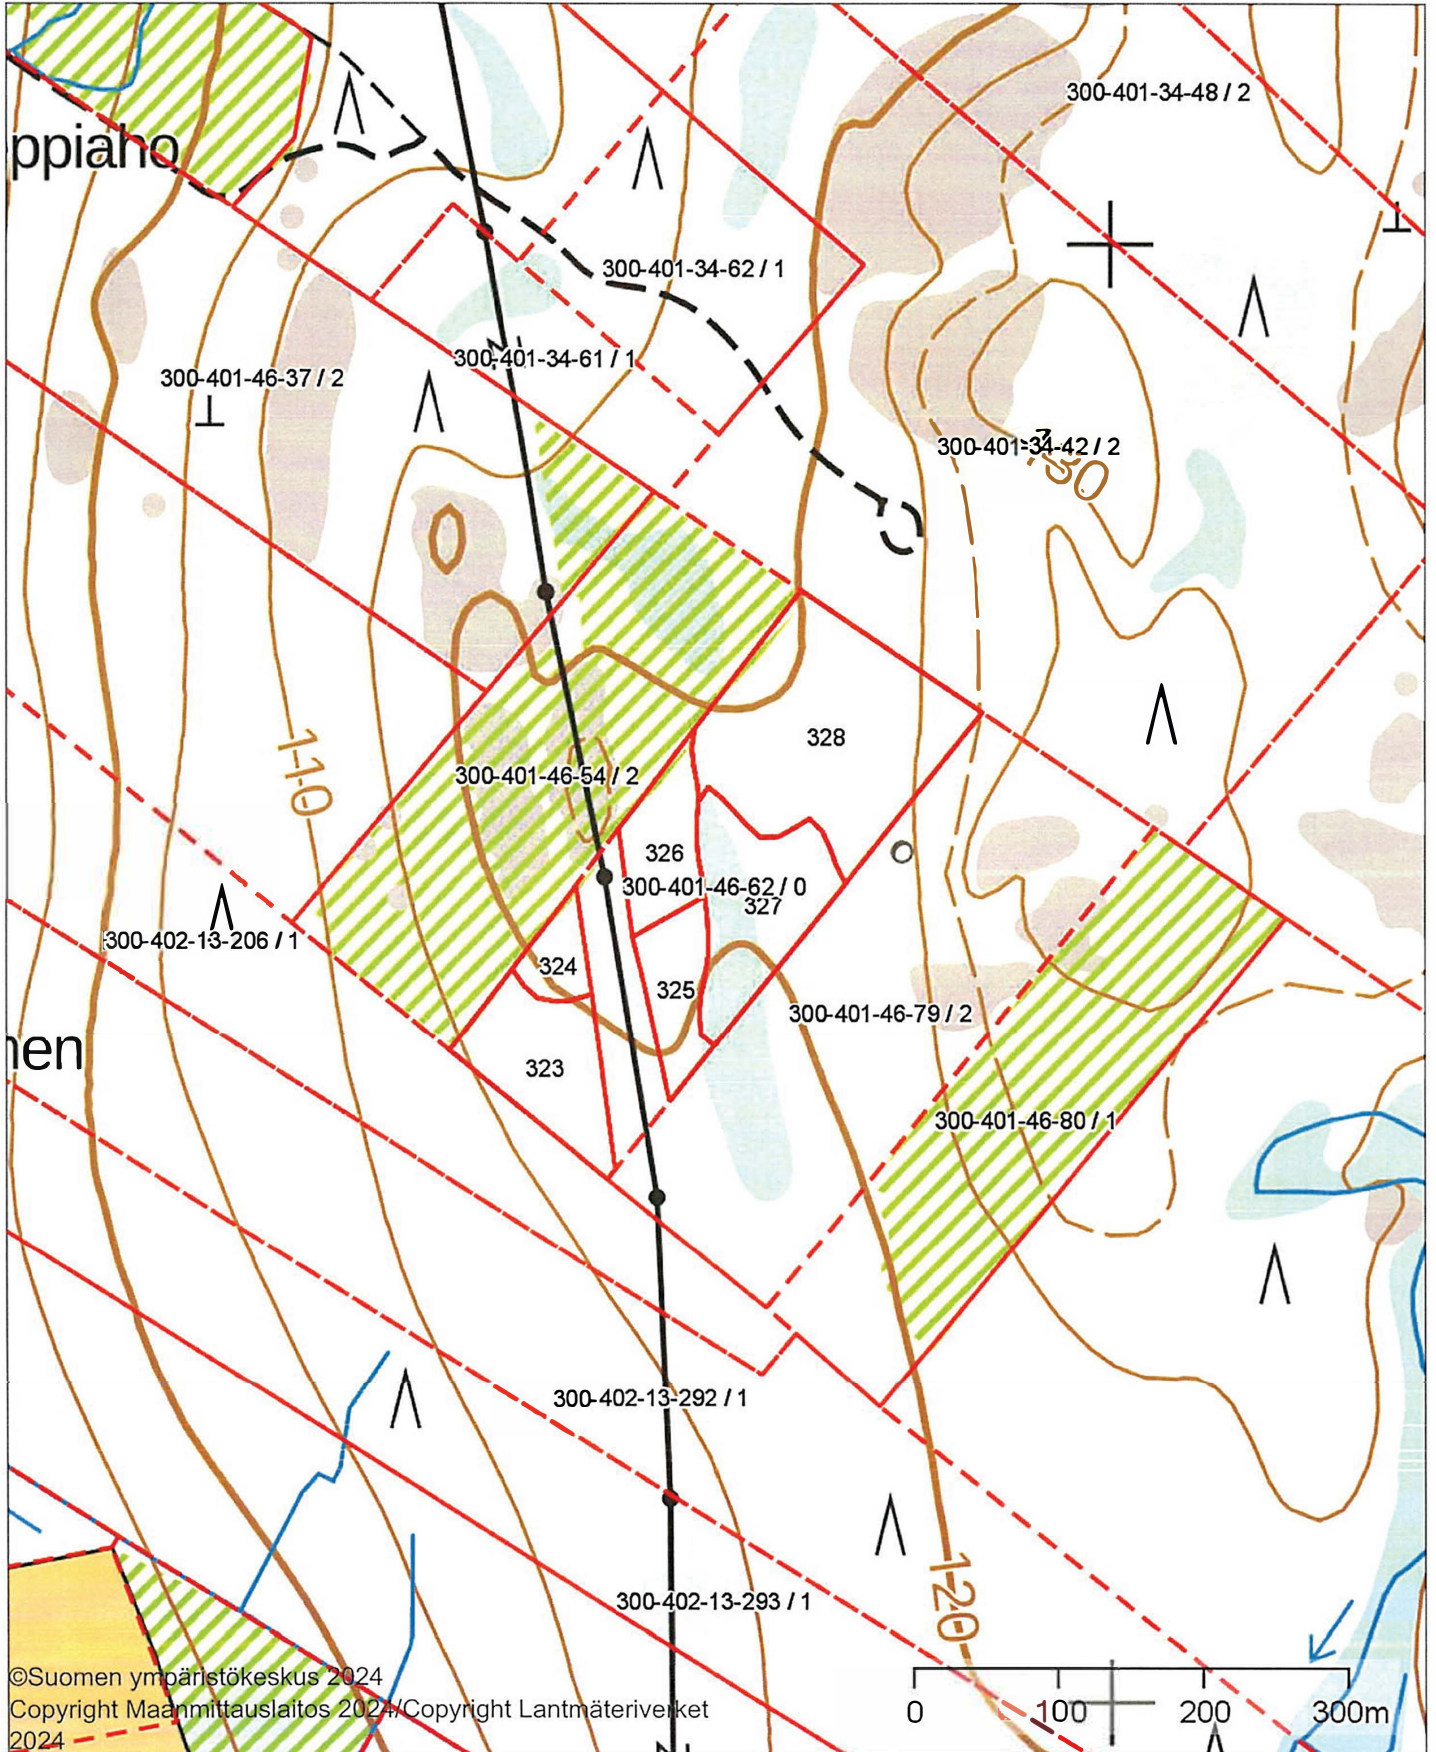 300-401-34-48 / 2
ppiaho
300-401-34-62 / 1
300-401-34-61 / 1
300-401-46-37 / 2
300-401-34-42 / 2
130
328
110
300-401-46-54 / 2
326
300-401-46-62 / 0
327
300-402-13-206 / 1
324
325
300-401-46-79 / 2
nen
323
300-401-46-80 / 1
300-402-13-292 / 1
300-402-13-293 / 1
120
©Suomen ympäristökeskus 2024
Copyright Maanmittauslaitos 2024/Copyright Lantmäteriverket
2024
0 100 200 300m